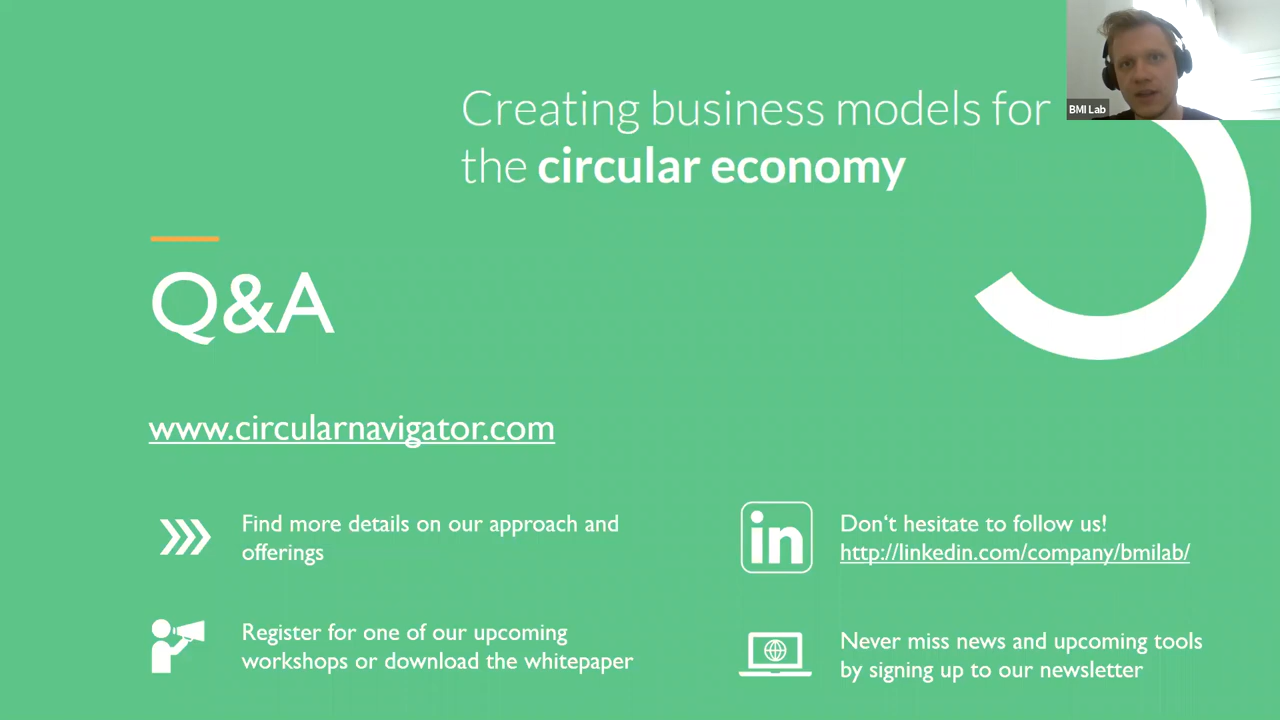 Creating business models for
the circular economy
BMI Lab
Q&A
www.circularnavigator.com
Find more details on our approach and
offerings
Register for one of our upcoming
workshops or download the whitepaper
in
Don‘t hesitate to follow us!
http://linkedin.com/company/bmilab/
Never miss news and upcoming tools
by signing up to our newsletter